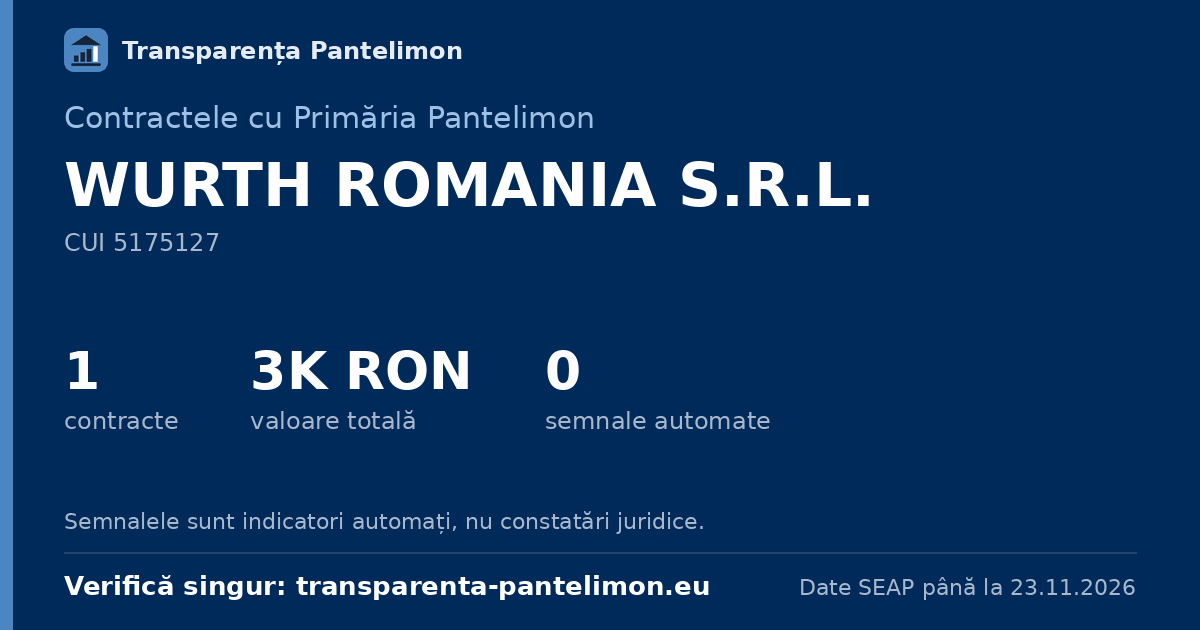 Transparența Pantelimon
Contractele cu Primăria Pantelimon
WURTH ROMANIA S.R.L.
CUI 5175127
1
contracte
3K RON
valoare totală
0
semnale automate
Semnalele sunt indicatori automați, nu constatări juridice.
Verifică singur: transparenta-pantelimon.eu
Date SEAP până la 23.11.2026